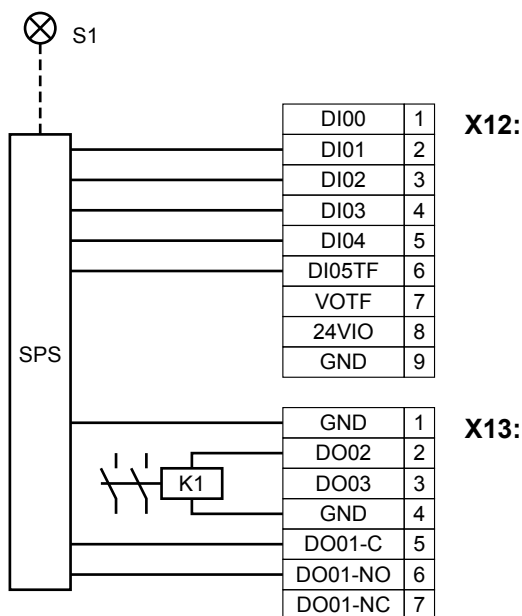 S1
X12:
DI00 1
DI01 2
DI02 3
DI03 4
DI04 5
DI05TF 6
VOTF 7
24VIO 8
GND 9
SPS
X13:
GND 1
DO02 2
K1
DO03 3
GND 4
DO01-C 5
DO01-NO 6
DO01-NC 7